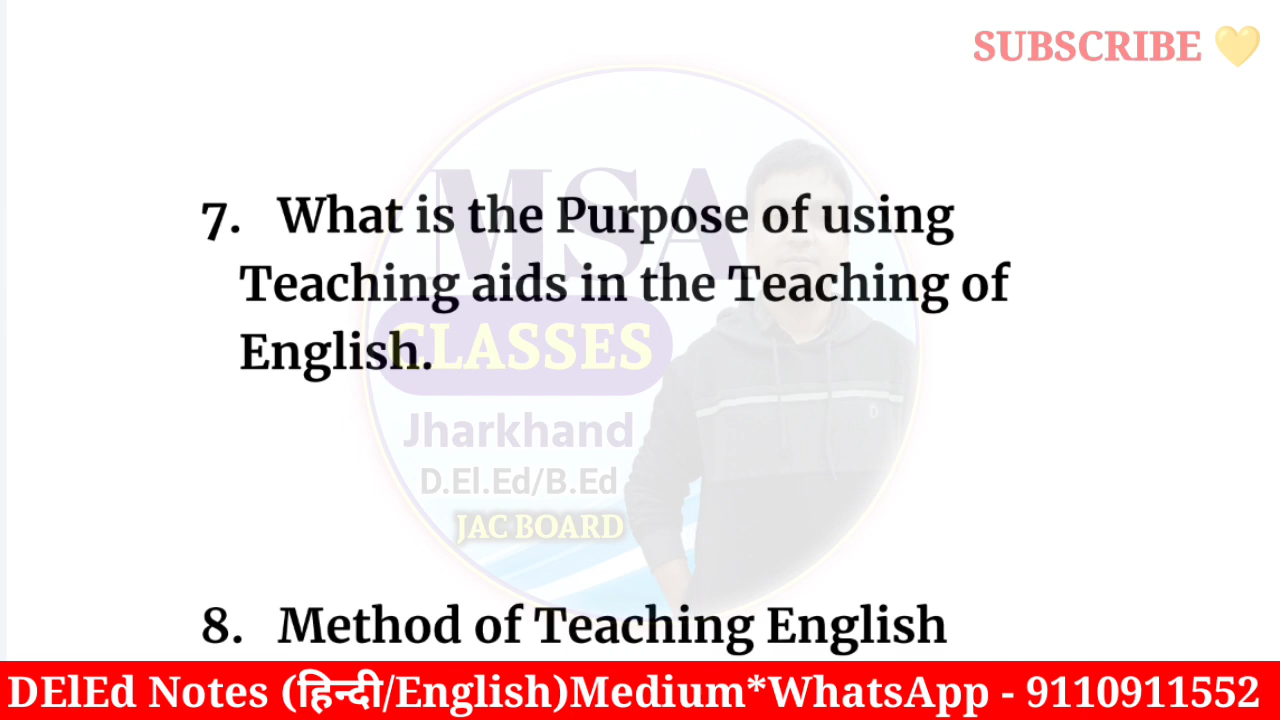 SUBSCRIBE 💛
MSA
7. What is the Purpose of using
Teaching aids in the Teaching of
English.
CLASSES
Jharkhand
D.El.Ed/B.Ed
JAC BOARD
8. Method of Teaching English
DElEd Notes (हिन्दी/English)Medium*WhatsApp - 9110911552